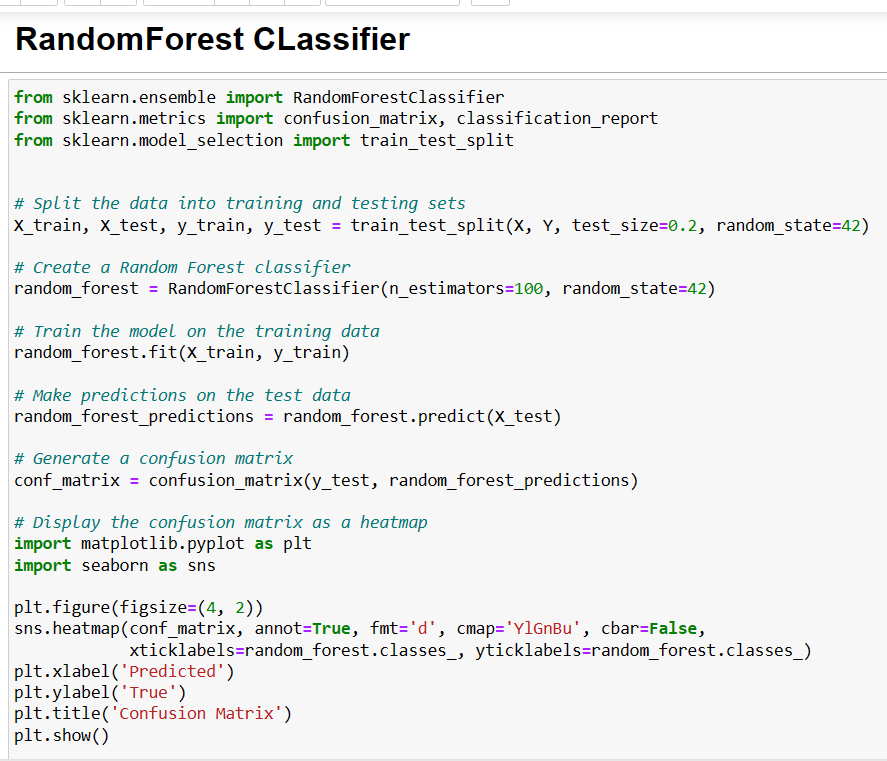 RandomForest CLassifier
from sklearn.ensemble import RandomForestClassifier
from sklearn.metrics import confusion_matrix, classification_report
from sklearn.model_selection import train_test_split
# Split the data into training and testing sets
X_train, X_test, y_train, y_test = train_test_split(X, Y, test_size=0.2, random_state=42)
# Create a Random Forest classifier
random_forest = RandomForestClassifier(n_estimators=100, random_state=42)
# Train the model on the training data
random_forest.fit(X_train, y_train)
# Make predictions on the test data
random_forest_predictions = random_forest.predict(X_test)
# Generate a confusion matrix
conf_matrix = confusion_matrix(y_test, random_forest_predictions)
# Display the confusion matrix as a heatmap
import matplotlib.pyplot as plt
import seaborn as sns
plt.figure(figsize=(4, 2))
sns.heatmap(conf_matrix, annot=True, fmt='d', cmap='YlGnBu', cbar=False,
xticklabels=random_forest.classes_, yticklabels=random_forest.classes_)
plt.xlabel('Predicted')
plt.ylabel('True')
plt.title('Confusion Matrix')
plt.show()